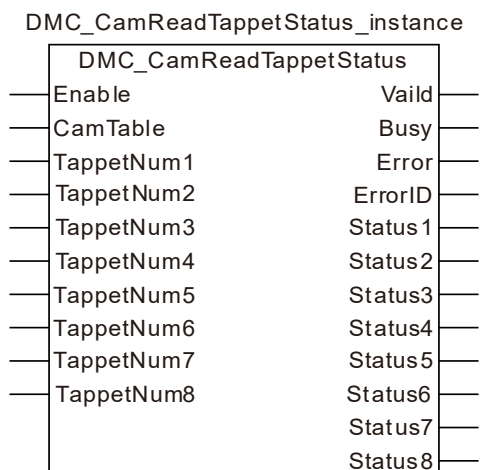 DMC_CamReadTappetStatus_instance
DMC_CamReadTappetStatus
Enable Vaild
CamTable Busy
TappetNum1 Error
TappetNum2 ErrorID
TappetNum3 Status1
TappetNum4 Status2
TappetNum5 Status3
TappetNum6 Status4
TappetNum7 Status5
TappetNum8 Status6
Status7
Status8